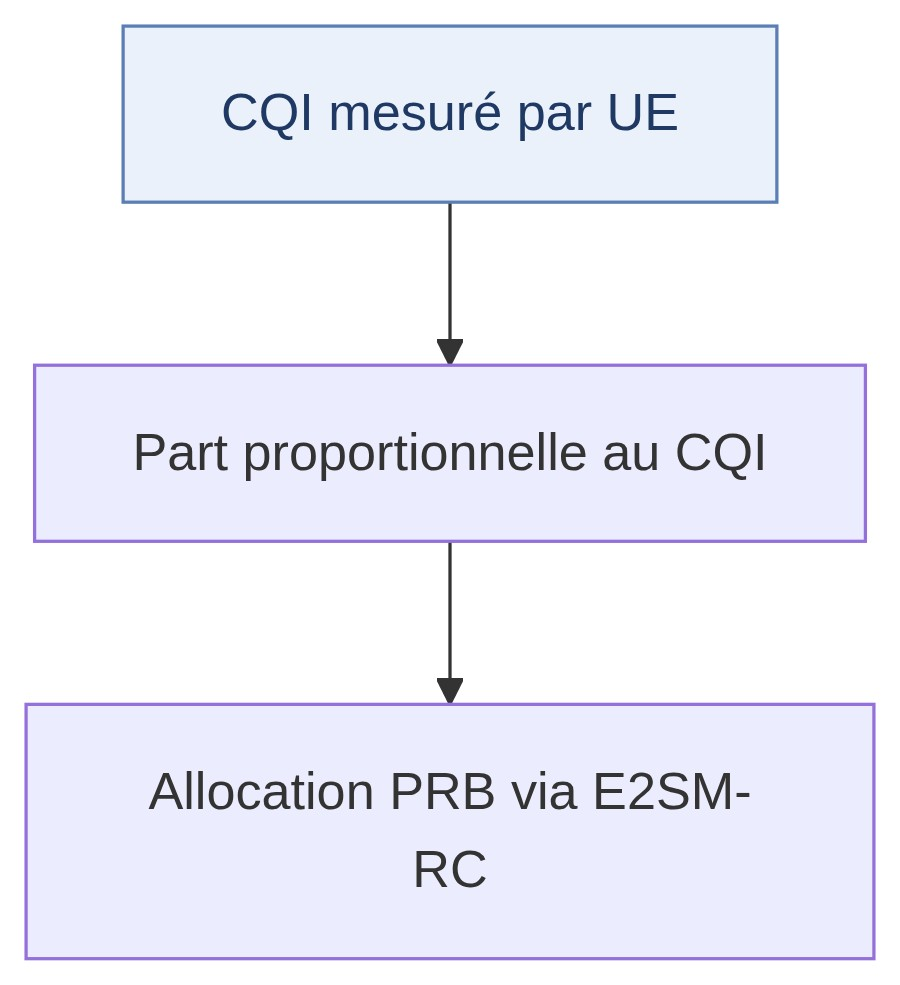 CQI mesuré par UE
Part proportionnelle au CQI
Allocation PRB via E2SM-
RC